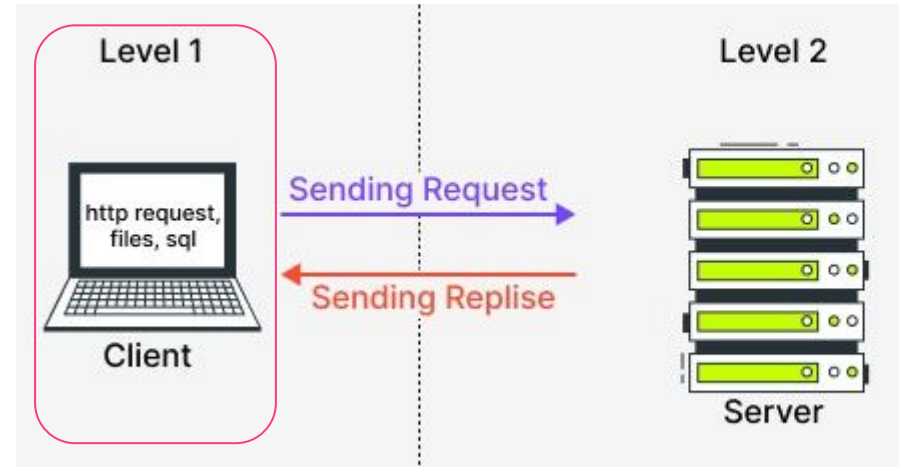 Level 1
Level 2
http request,
files, sql
Sending Request
Sending Replise
Client
Server